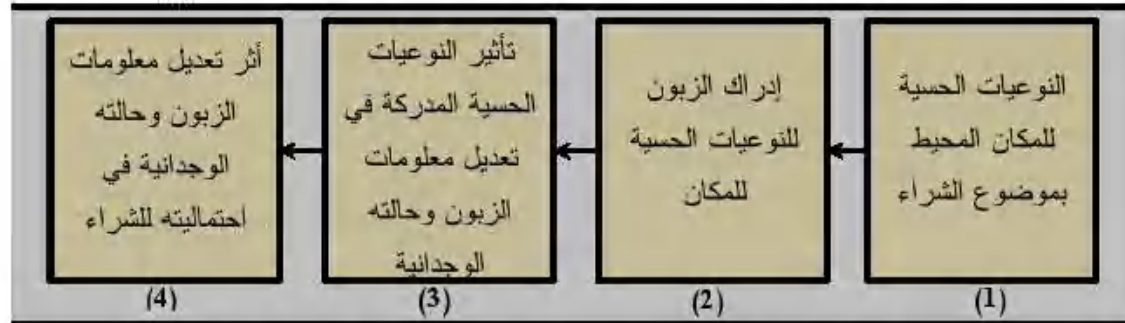 النوعيات الحسية
للمكان المحيط
بموضوع الشراء
(1)
إدراك الزبون
للنوعيات الحسية
للمكان
(2)
تأثير النوعيات
الحسية المدركة في
تعديل معلومات
الزبون وحالته
الوجدانية
(3)
أثر تعديل معلومات
الزبون وحالته
الوجدانية في
احتماليته للشراء
(4)